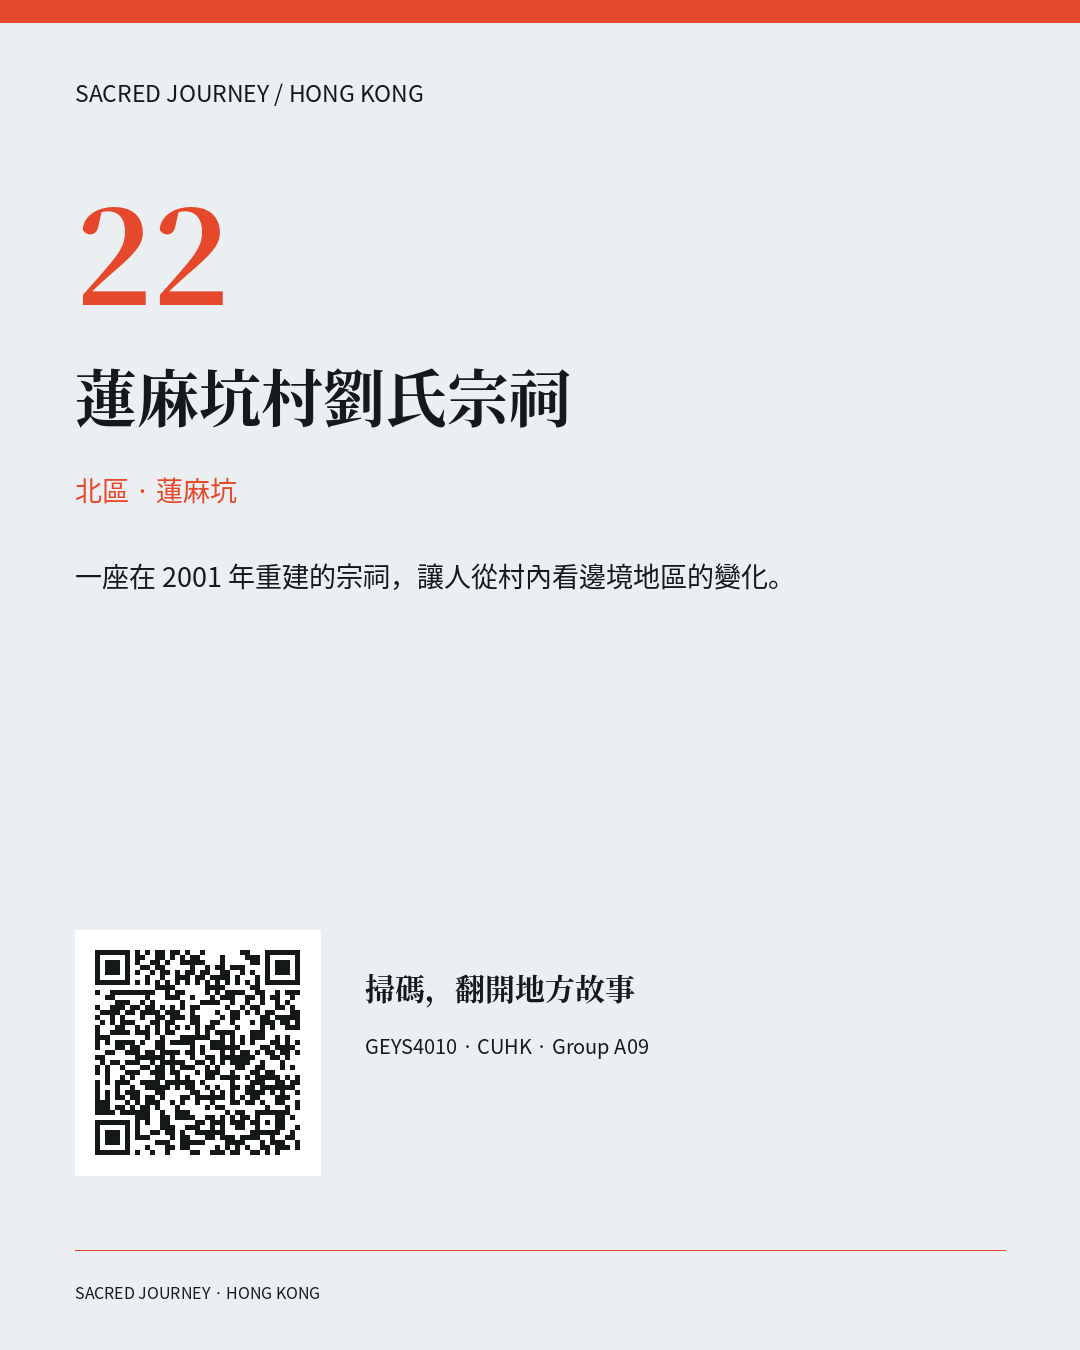 SACRED JOURNEY / HONG KONG
22
蓮麻坑村劉氏宗祠
北區 · 蓮麻坑
一座在 2001 年重建的宗祠，讓人從村內看邊境地區的變化。
掃碼，翻開地方故事
GEYS4010 · CUHK · Group A09
SACRED JOURNEY · HONG KONG